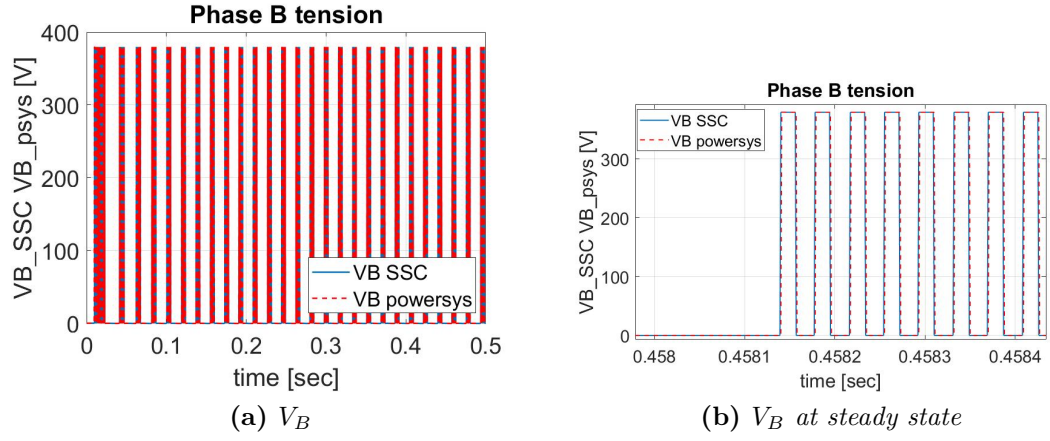 Phase B tension
400
300
200
100
0
VB_SSC VB_psys [V]
VB SSC
VB powersys
0 0.1 0.2 0.3 0.4 0.5
time [sec]
(a) V_B
Phase B tension
VB SSC
VB powersys
300
200
100
0
VB_SSC VB_psys [V]
0.458 0.4581 0.4582 0.4583 0.4584
time [sec]
(b) V_B at steady state